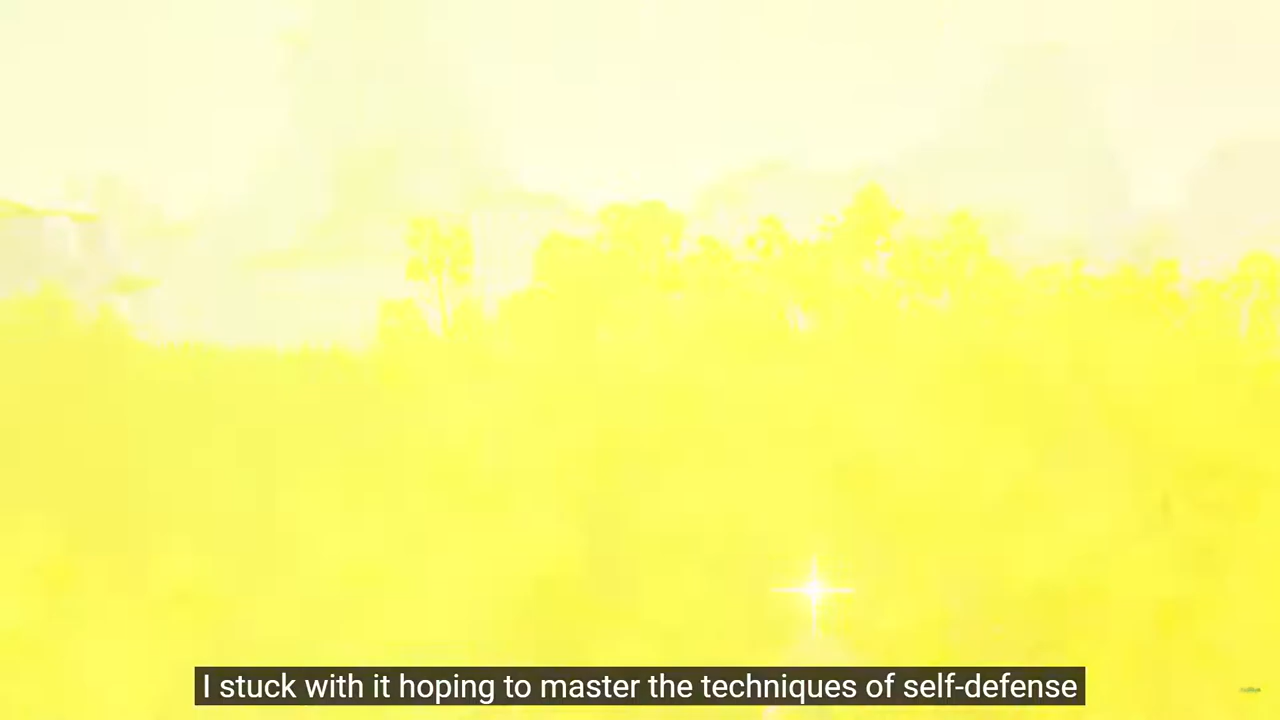 I stuck with it hoping to master the techniques of self-defense